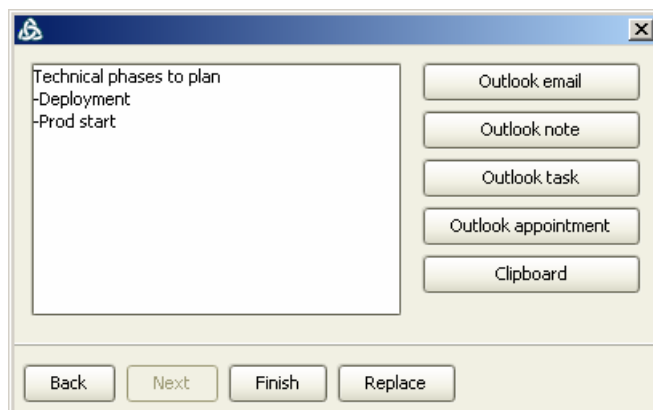 Technical phases to plan
-Deployment
-Prod start
Outlook email
Outlook note
Outlook task
Outlook appointment
Clipboard
Back
Next
Finish
Replace